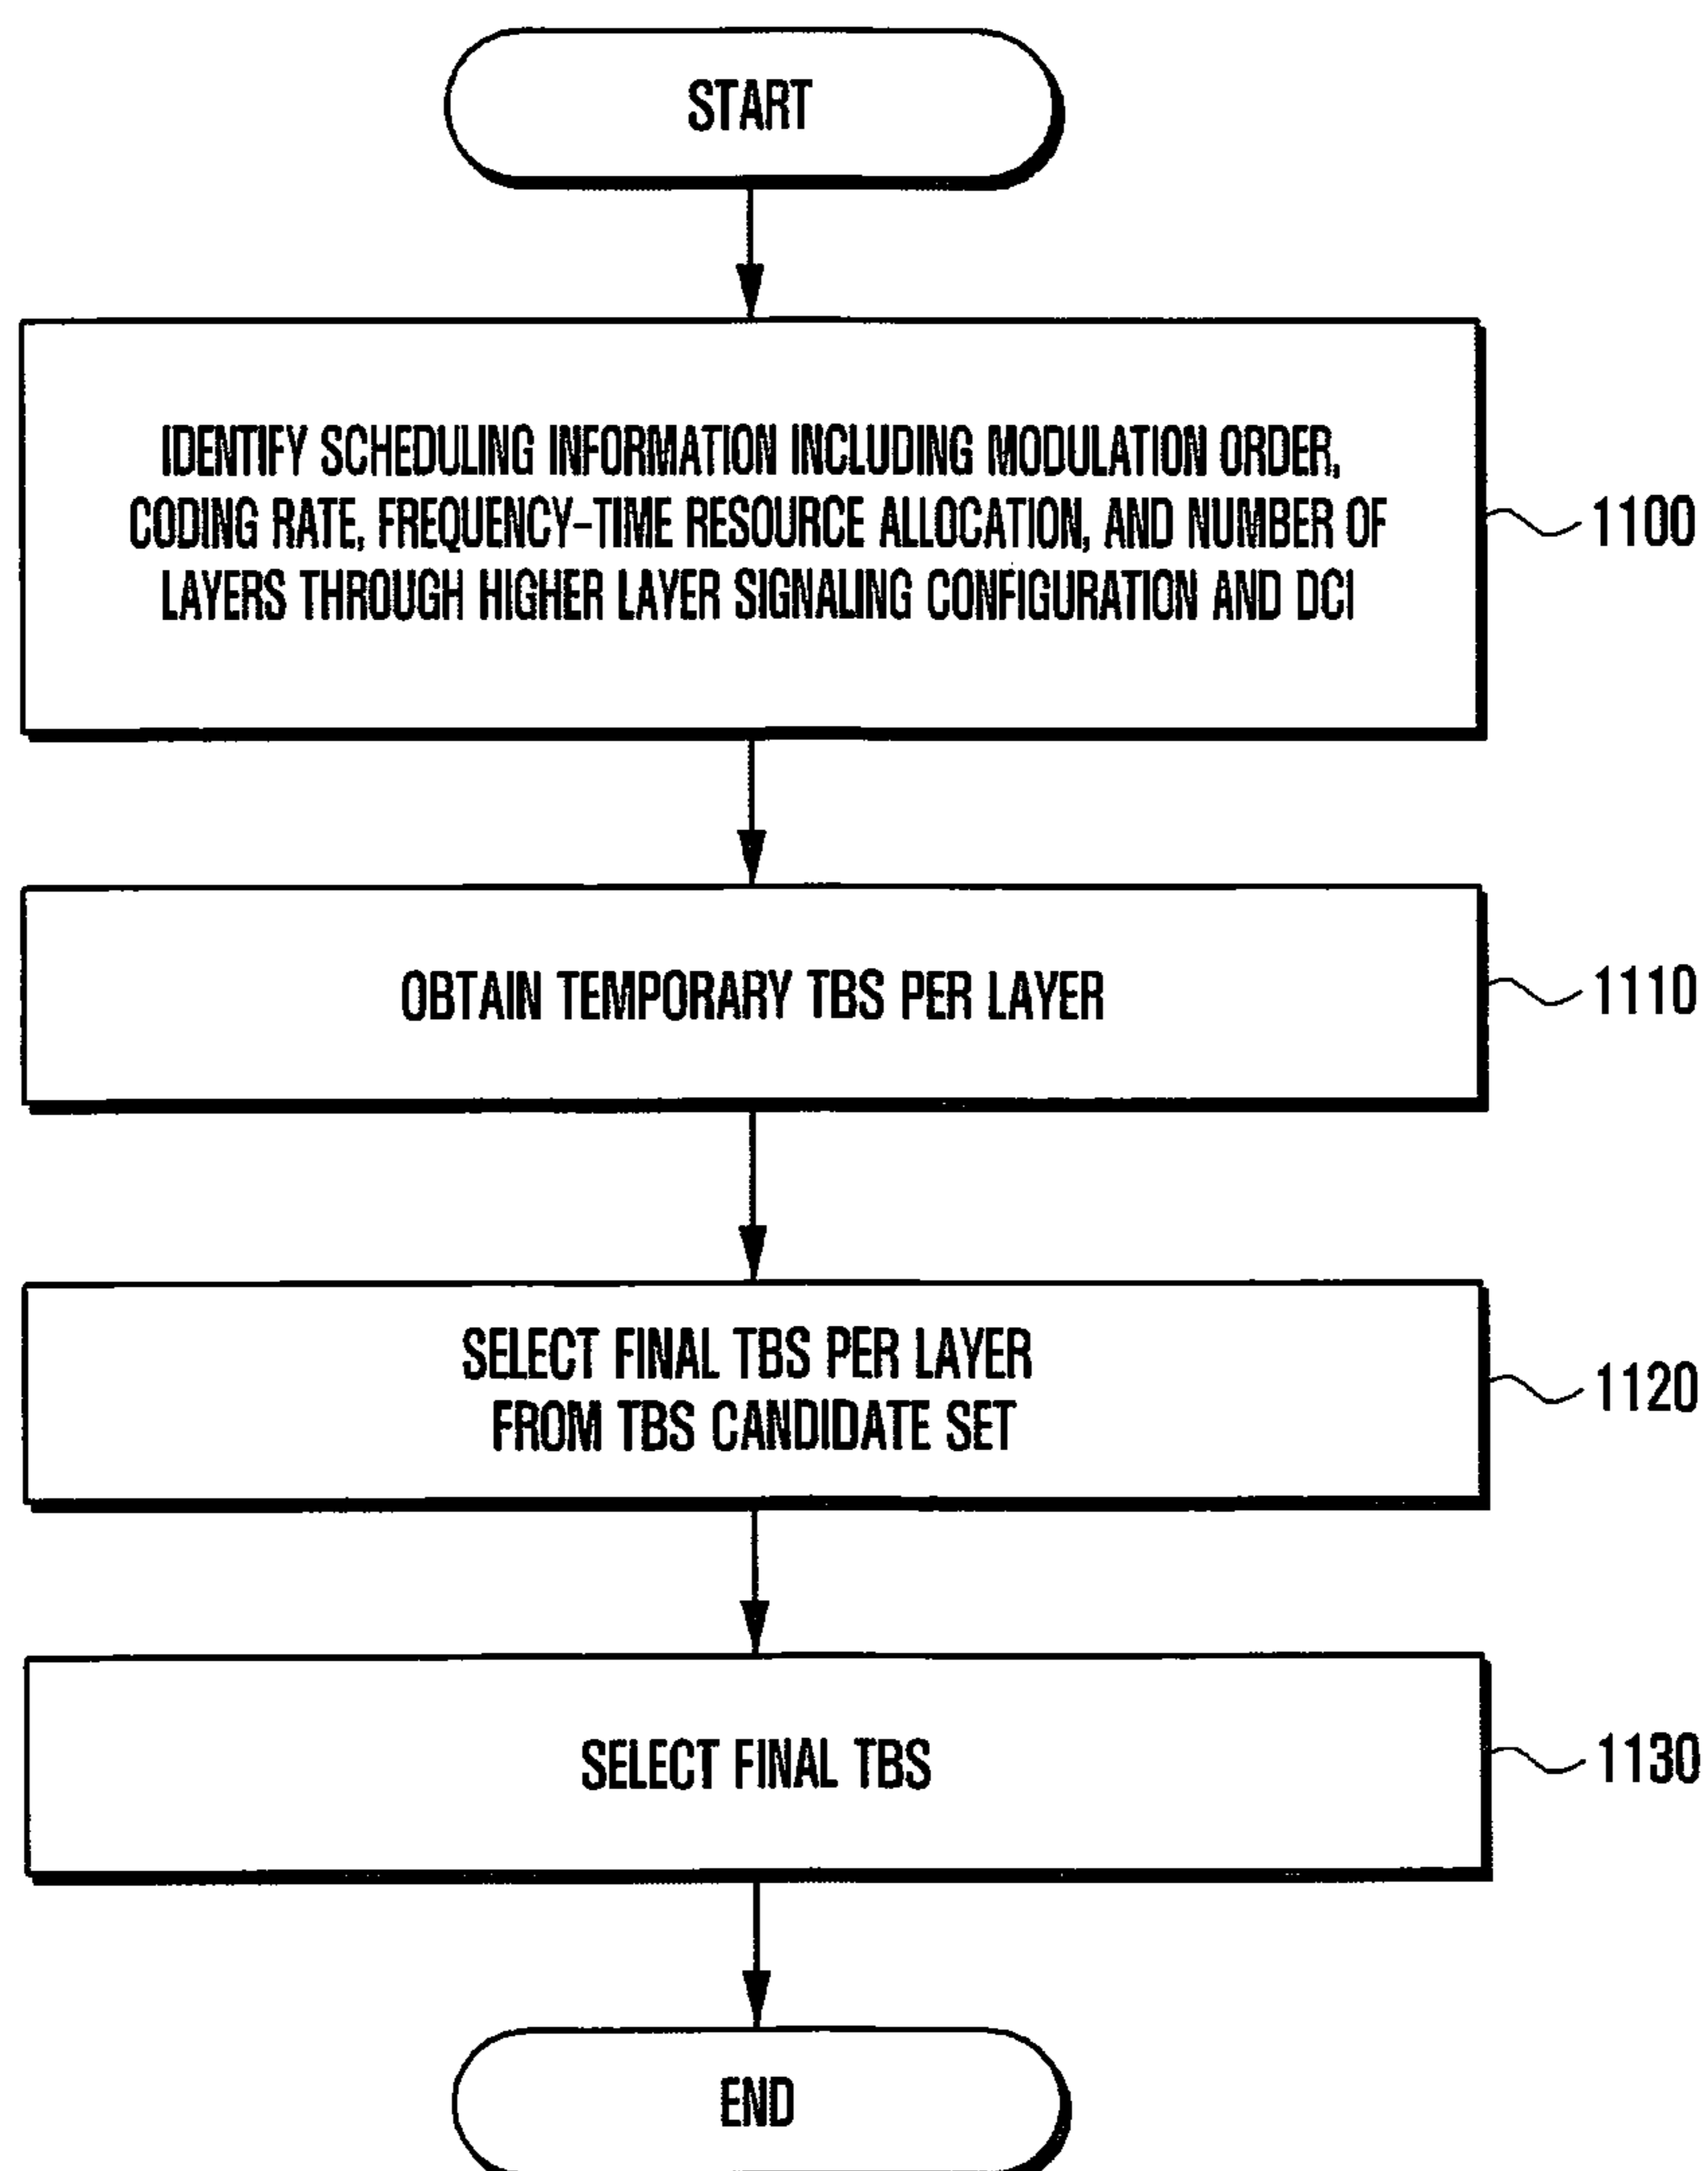 START
IDENTIFY SCHEDULING INFORMATION INCLUDING MODULATION ORDER,
CODING RATE, FREQUENCY-TIME RESOURCE ALLOCATION, AND NUMBER OF
LAYERS THROUGH HIGHER LAYER SIGNALING CONFIGURATION AND DCI
1100
OBTAIN TEMPORARY TBS PER LAYER
1110
SELECT FINAL TBS PER LAYER
FROM TBS CANDIDATE SET
1120
SELECT FINAL TBS
1130
END